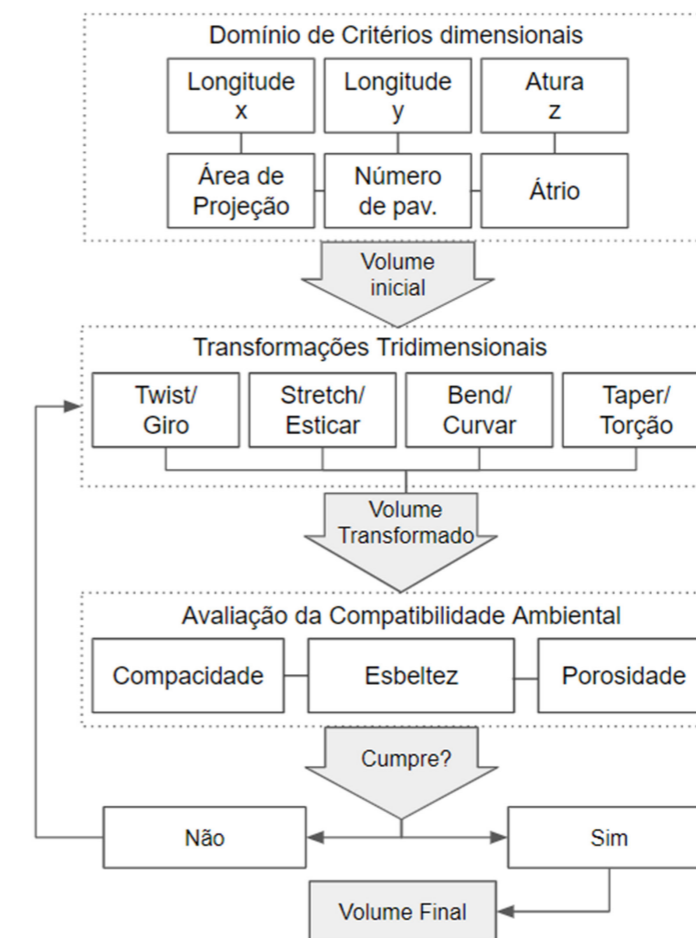 Domínio de Critérios dimensionais
Longitude
x
Longitude
y
Atura
z
Área de
Projeção
Número
de pav.
Átrio
Volume
inicial
Transformações Tridimensionais
Twist/
Giro
Stretch/
Esticar
Bend/
Curvar
Taper/
Torção
Volume
Transformado
Avaliação da Compatibilidade Ambiental
Compacidade
Esbeltez
Porosidade
Cumpre?
Não
Sim
Volume Final